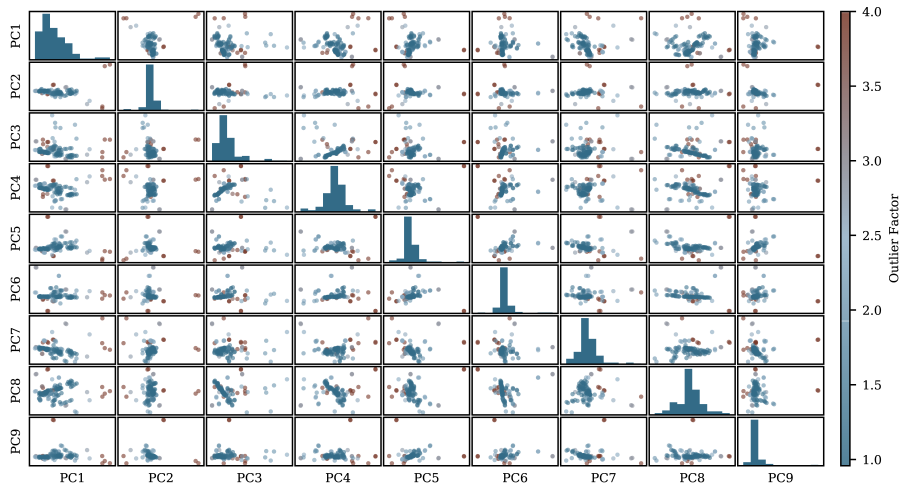 PC1
PC2
PC3
PC4
PC5
PC6
PC7
PC8
PC9
PC1 PC2 PC3 PC4 PC5 PC6 PC7 PC8 PC9
4.0
3.5
3.0
2.5
2.0
1.5
1.0
Outlier Factor